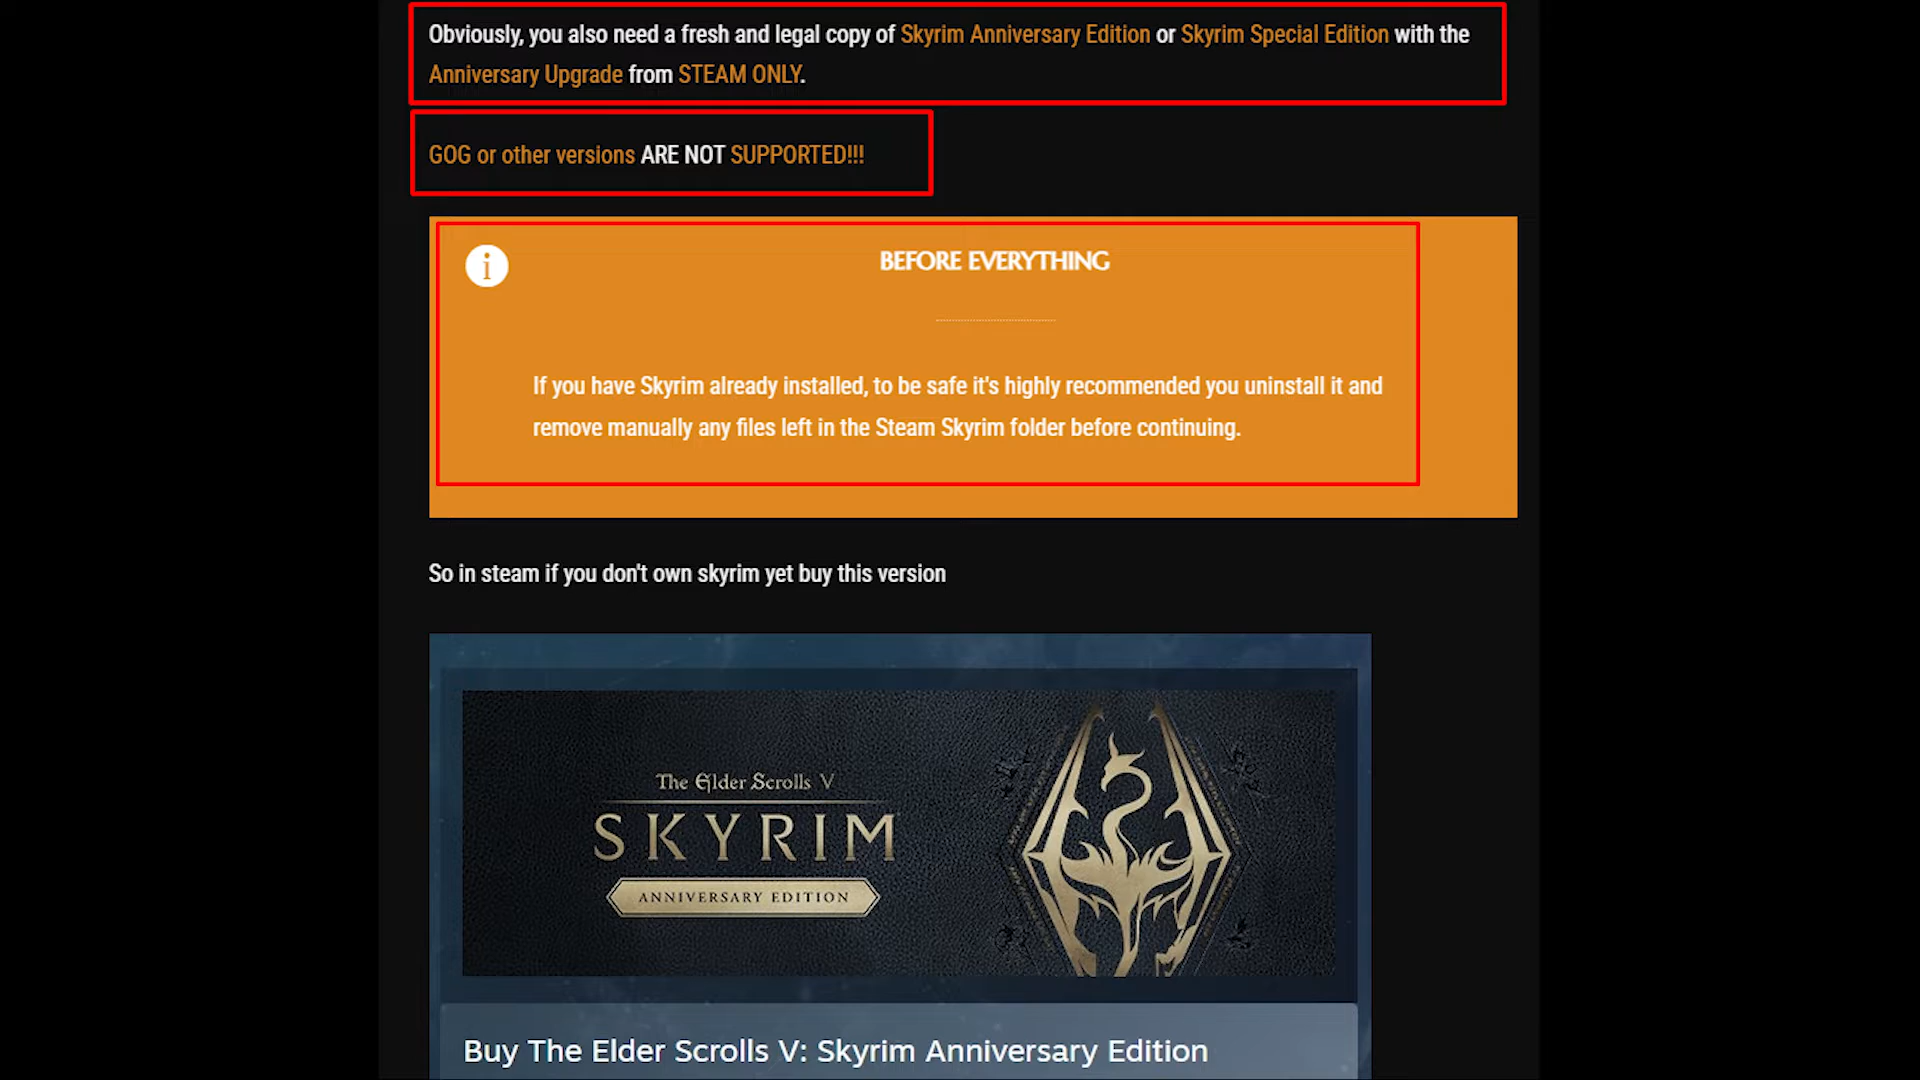 Obviously, you also need a fresh and legal copy of Skyrim Anniversary Edition or Skyrim Special Edition with the
Anniversary Upgrade from STEAM ONLY.
GOG or other versions ARE NOT SUPPORTED!!!
BEFORE EVERYTHING
If you have Skyrim already installed, to be safe it's highly recommended you uninstall it and
remove manually any files left in the Steam Skyrim folder before continuing.
So in steam if you don't own skyrim yet buy this version
The Elder Scrolls V
SKYRIM
ANNIVERSARY EDITION
Buy The Elder Scrolls V: Skyrim Anniversary Edition